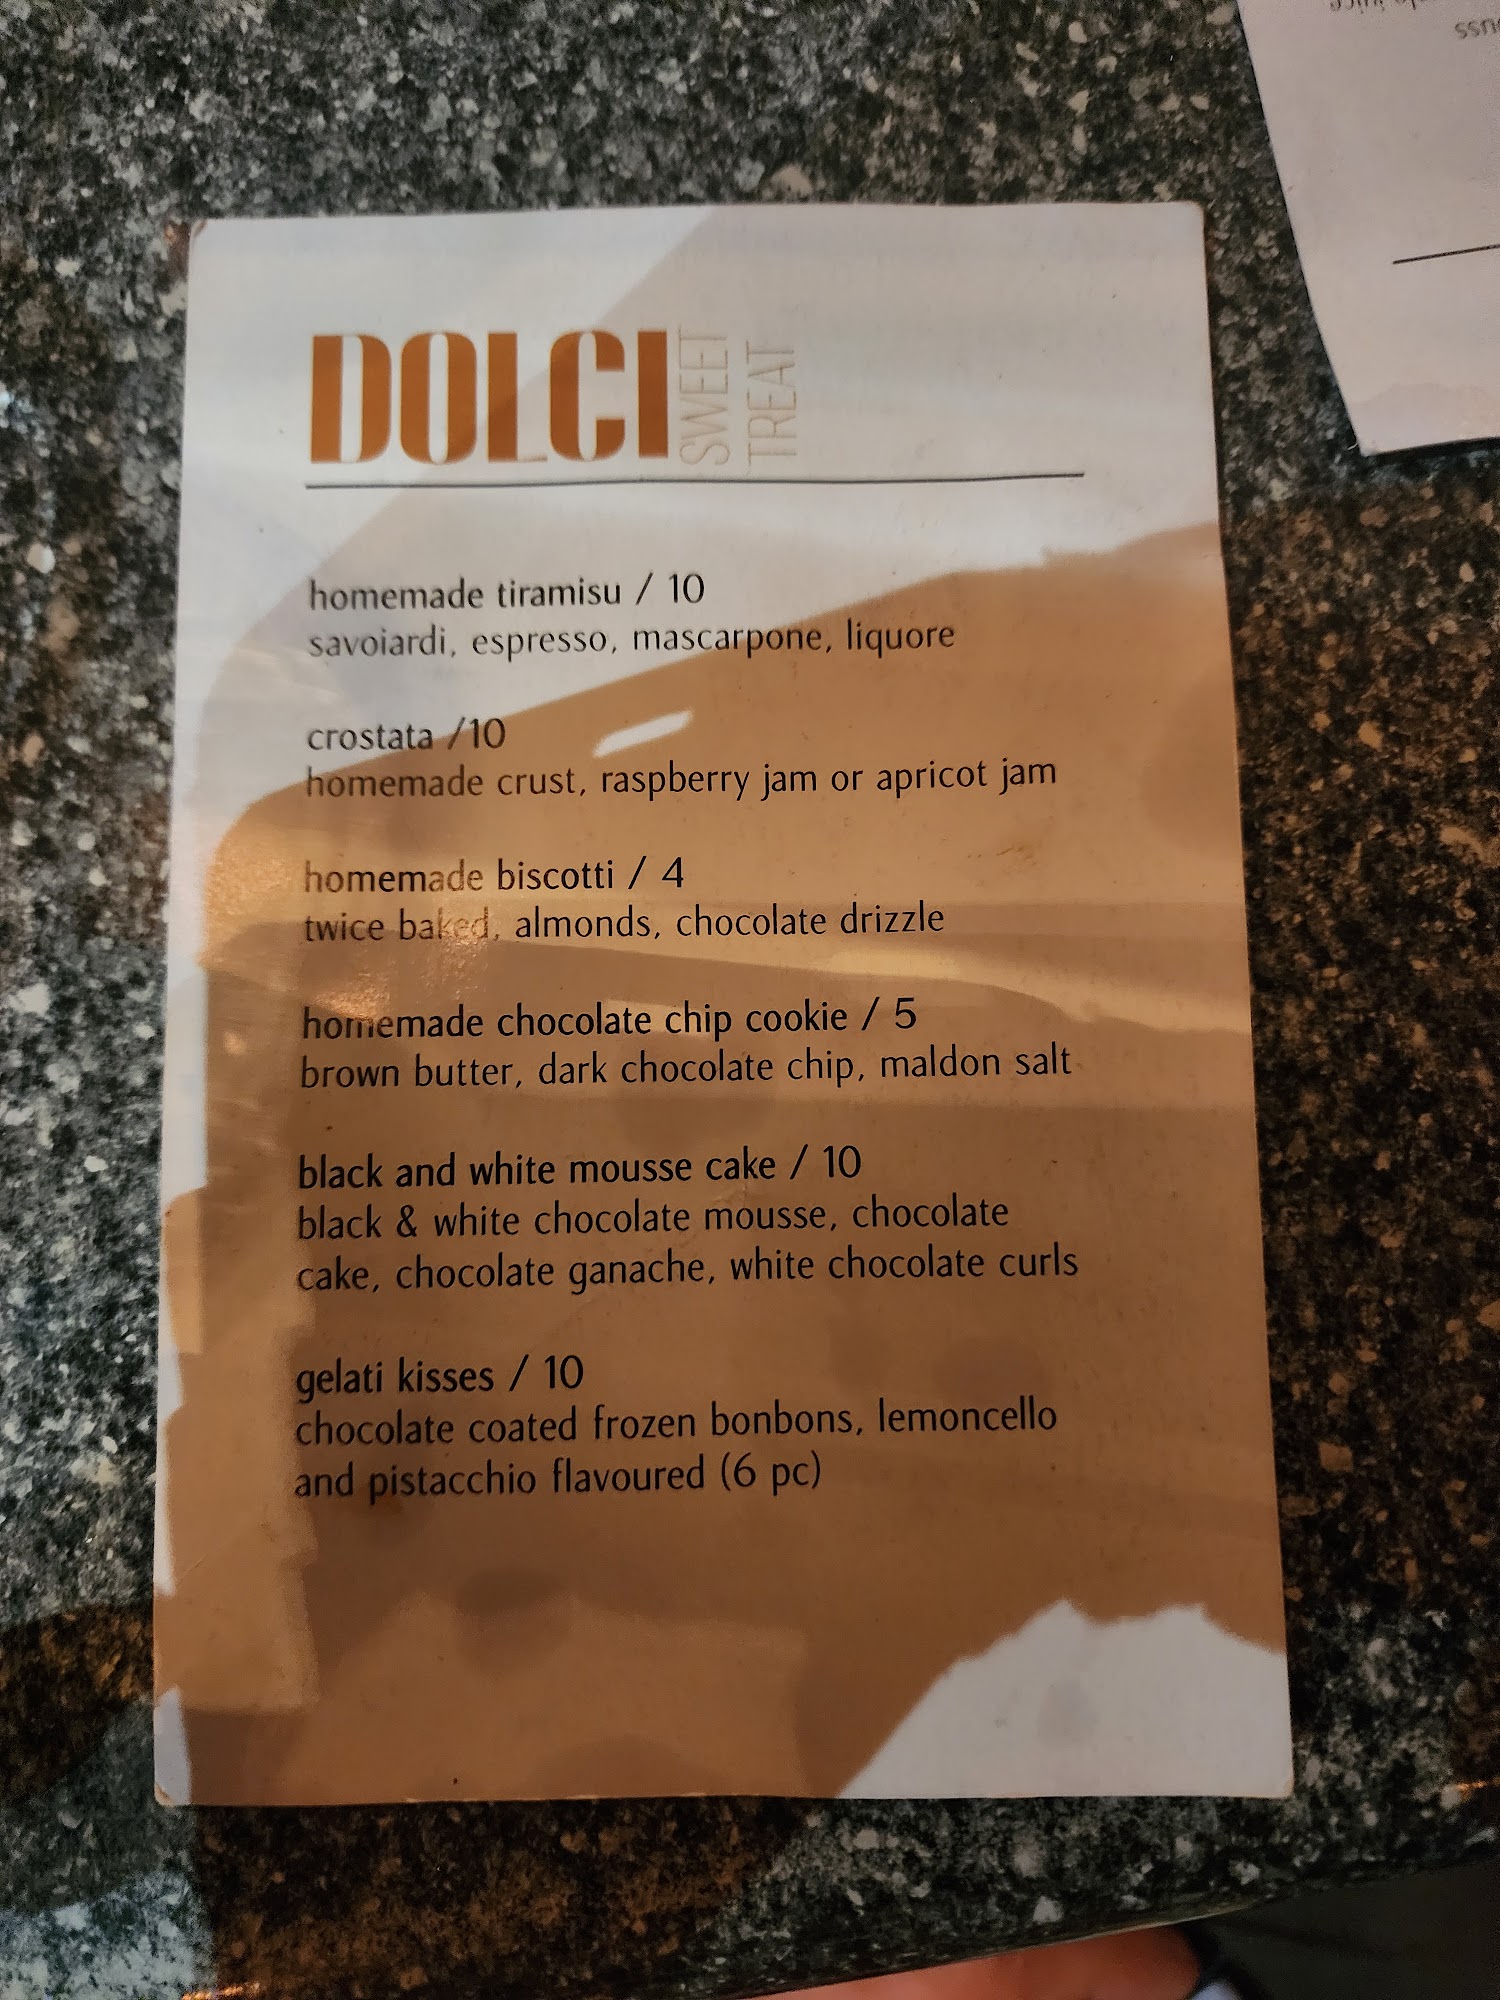 DOLCI SWEET TREAT
homemade tiramisu / 10
savoiardi, espresso, mascarpone, liquore
crostata /10
homemade crust, raspberry jam or apricot jam
homemade biscotti / 4
twice baked, almonds, chocolate drizzle
homemade chocolate chip cookie / 5
brown butter, dark chocolate chip, maldon salt
black and white mousse cake / 10
black & white chocolate mousse, chocolate
cake, chocolate ganache, white chocolate curls
gelati kisses / 10
chocolate coated frozen bonbons, lemoncello
and pistacchio flavoured (6 pc)
juice